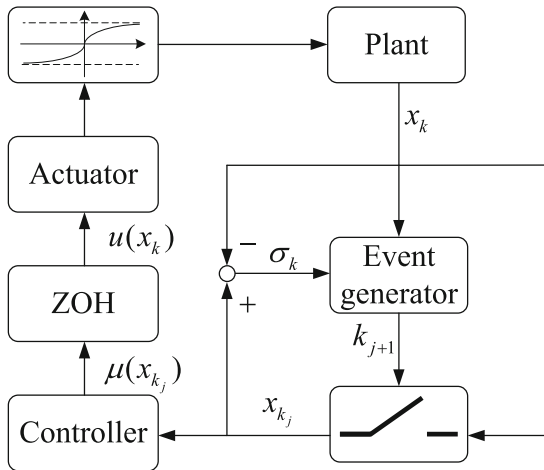 Plant
x_k
Actuator
u(x_k)
−
σ_k
Event
generator
ZOH
+
k_{j+1}
μ(x_{k_j})
x_{k_j}
Controller